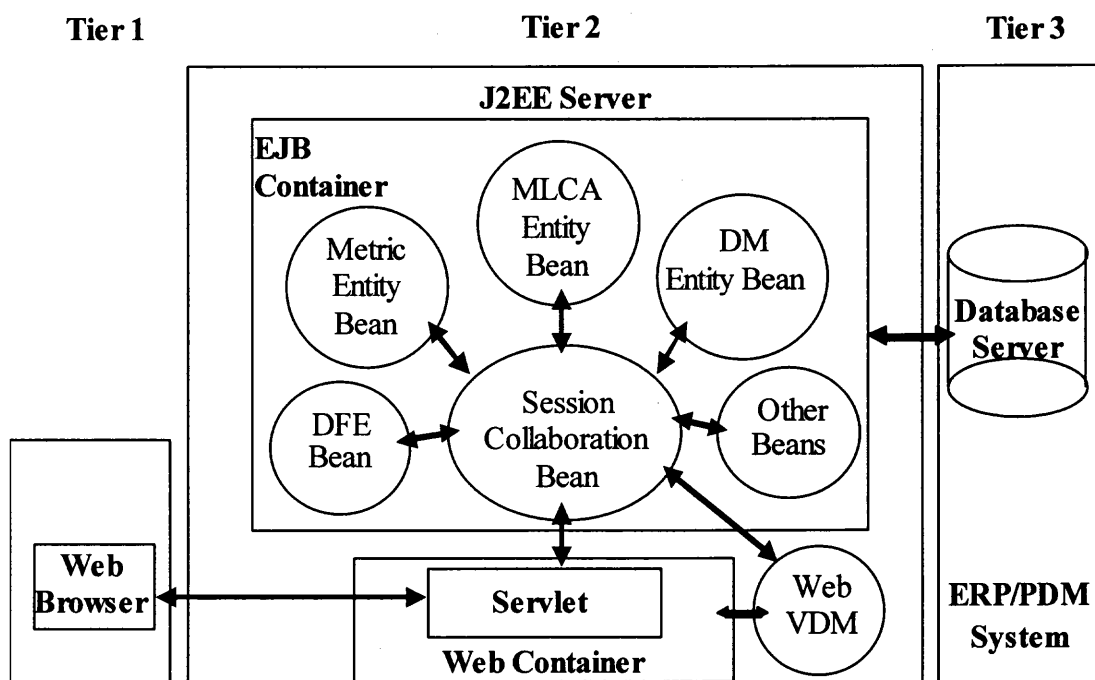 Tier 1
Tier 2
Tier 3
J2EE Server
EJB
Container
MLCA
Entity
Bean
Metric
Entity
Bean
DM
Entity Bean
Database
Server
DFE
Bean
Session
Collaboration
Bean
Other
Beans
Web
Browser
Servlet
Web Container
Web
VDM
ERP/PDM
System